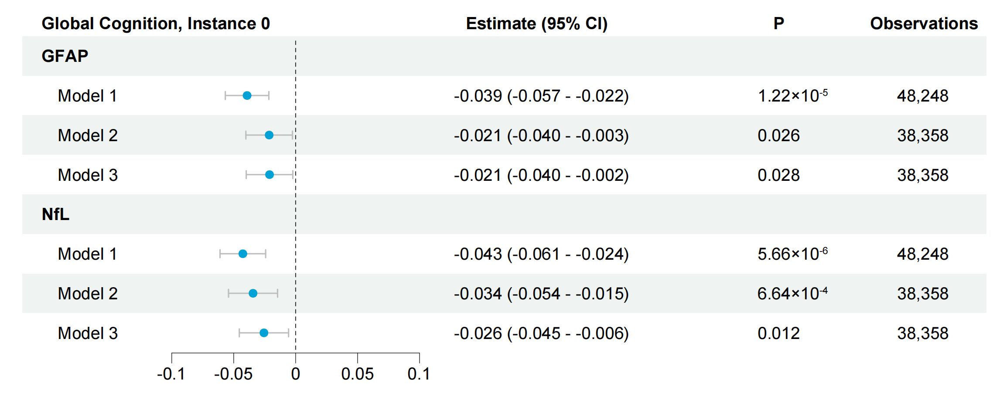 Global Cognition, Instance 0 Estimate (95% CI) P Observations
GFAP
Model 1 -0.039 (-0.057 - -0.022) 1.22×10⁻⁵ 48,248
Model 2 -0.021 (-0.040 - -0.003) 0.026 38,358
Model 3 -0.021 (-0.040 - -0.002) 0.028 38,358
NfL
Model 1 -0.043 (-0.061 - -0.024) 5.66×10⁻⁶ 48,248
Model 2 -0.034 (-0.054 - -0.015) 6.64×10⁻⁴ 38,358
Model 3 -0.026 (-0.045 - -0.006) 0.012 38,358
-0.1 -0.05 0 0.05 0.1